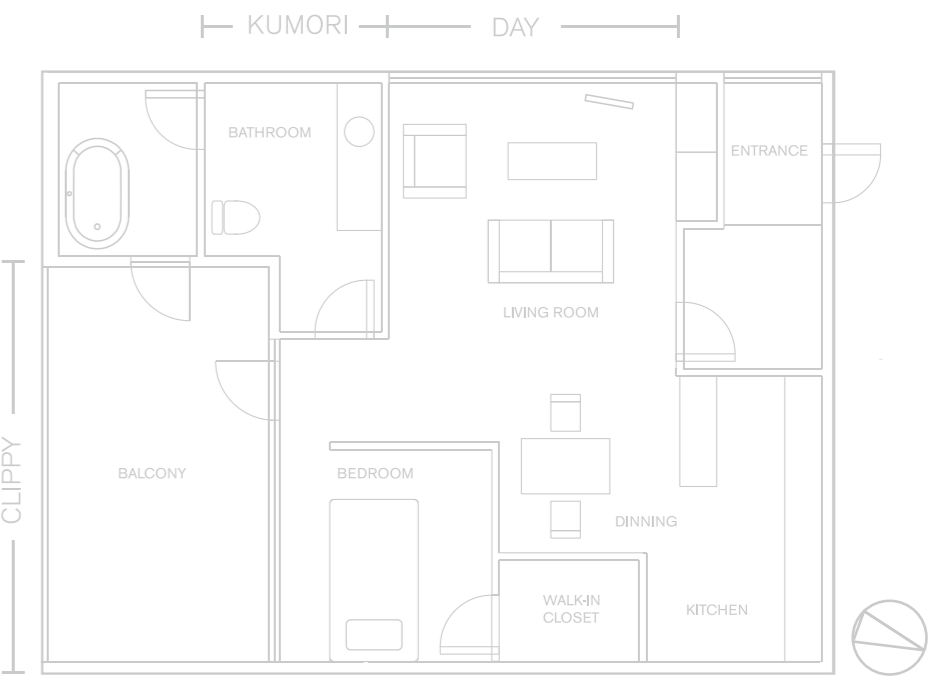 KUMORI
DAY
BATHROOM
ENTRANCE
LIVING ROOM
CLIPPY
BALCONY
BEDROOM
DINNING
WALK-IN
CLOSET
KITCHEN